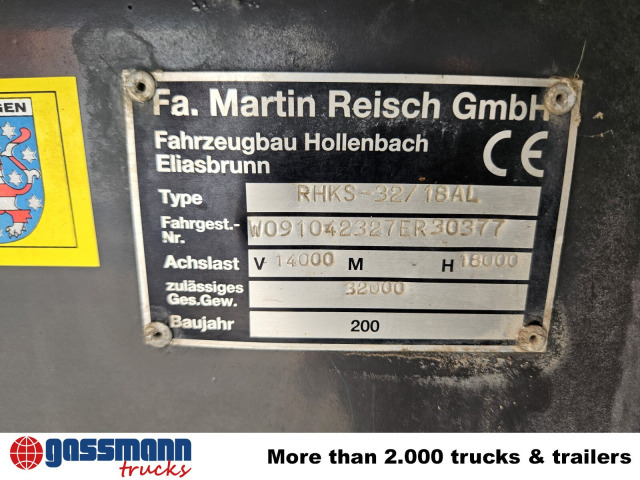 GEN
Fa. Martin Reisch GmbH
Fahrzeugbau Hollenbach
Eliasbrunn
CE
Type RHKS-32/18AL
Fahrgest.-
Nr. W091042327ER30377
Achslast V 14000 M H 18000
zulässiges
Ges.Gew. 32000
Baujahr 200
gassmann
trucks
More than 2.000 trucks & trailers